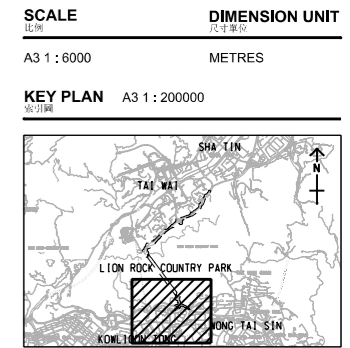 SCALE DIMENSION UNIT
比例 尺寸單位
A3 1 : 6000 METRES
KEY PLAN A3 1 : 200000
索引圖
SHA TIN
N
TAI WAI
LION ROCK COUNTRY PARK
WONG TAI SIN
KOWLOON TONG